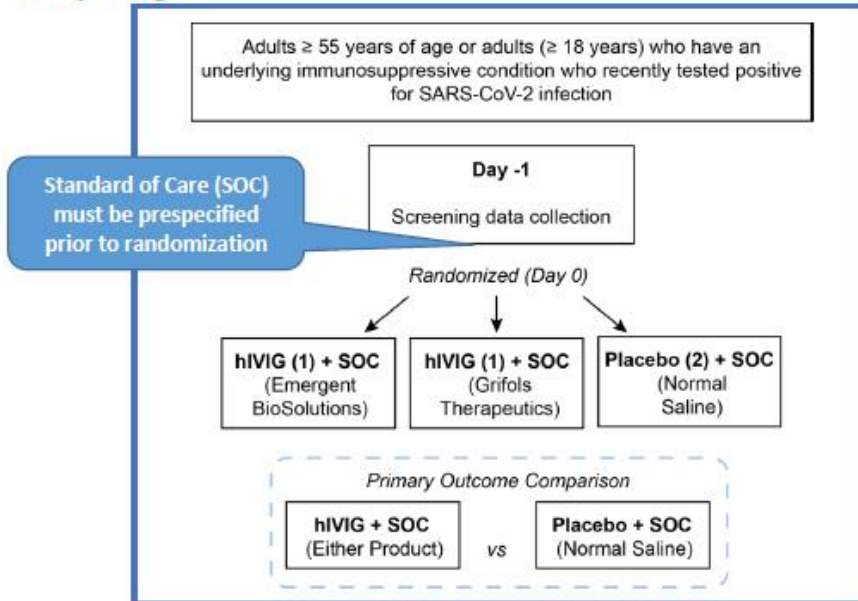 Adults ≥ 55 years of age or adults (≥ 18 years) who have an
underlying immunosuppressive condition who recently tested positive
for SARS-CoV-2 infection
Standard of Care (SOC)
must be prespecified
prior to randomization
Day -1
Screening data collection
Randomized (Day 0)
hIVIG (1) + SOC
(Emergent
BioSolutions)
hIVIG (1) + SOC
(Grifols
Therapeutics)
Placebo (2) + SOC
(Normal
Saline)
Primary Outcome Comparison
hIVIG + SOC
(Either Product)
vs
Placebo + SOC
(Normal Saline)